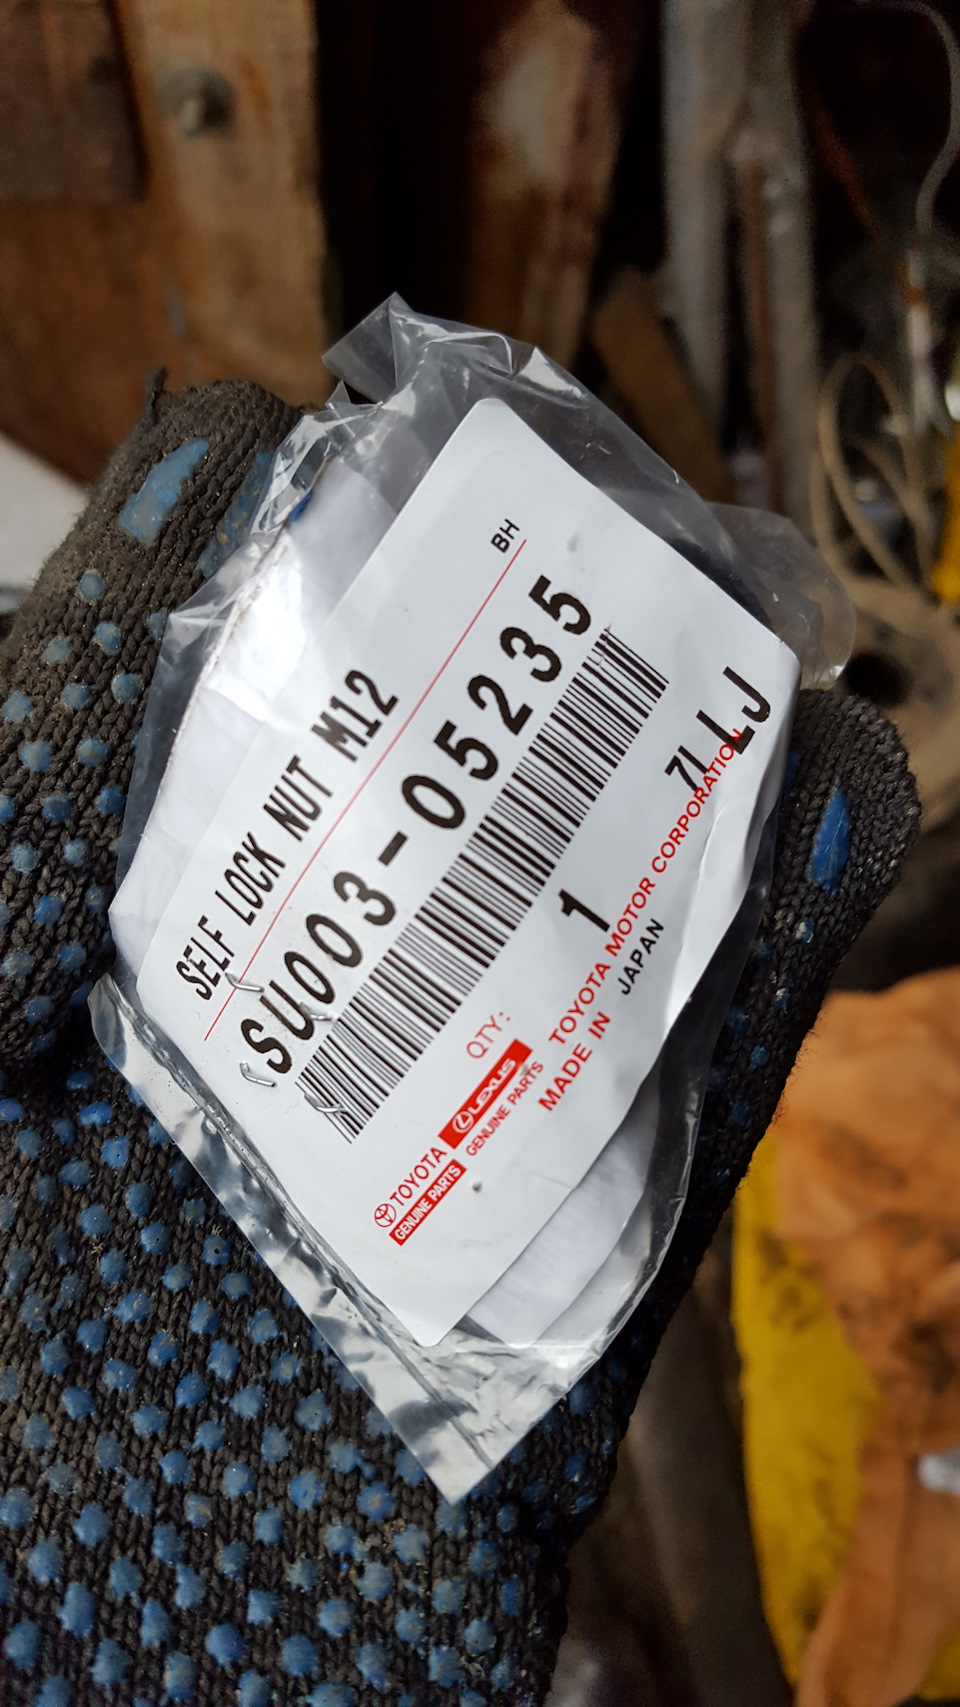 BH
SELF LOCK NUT M12
SU003-05235
7LLJ
QTY: 1
TOYOTA LEXUS TOYOTA MOTOR CORPORATION
GENUINE PARTS GENUINE PARTS MADE IN JAPAN